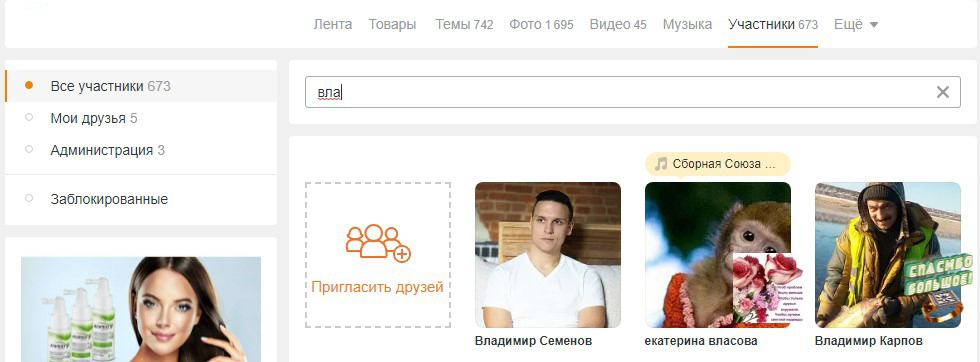 Лента Товары Темы 742 Фото 1 695 Видео 45 Музыка Участники 673 Ещё
Все участники 673
Мои друзья 5
Администрация 3
Заблокированные
вла
Сборная Союза ...
Пригласить друзей
СПАСИБО
БОЛЬШОЕ!
Владимир Семенов
екатерина власова
Владимир Карпов